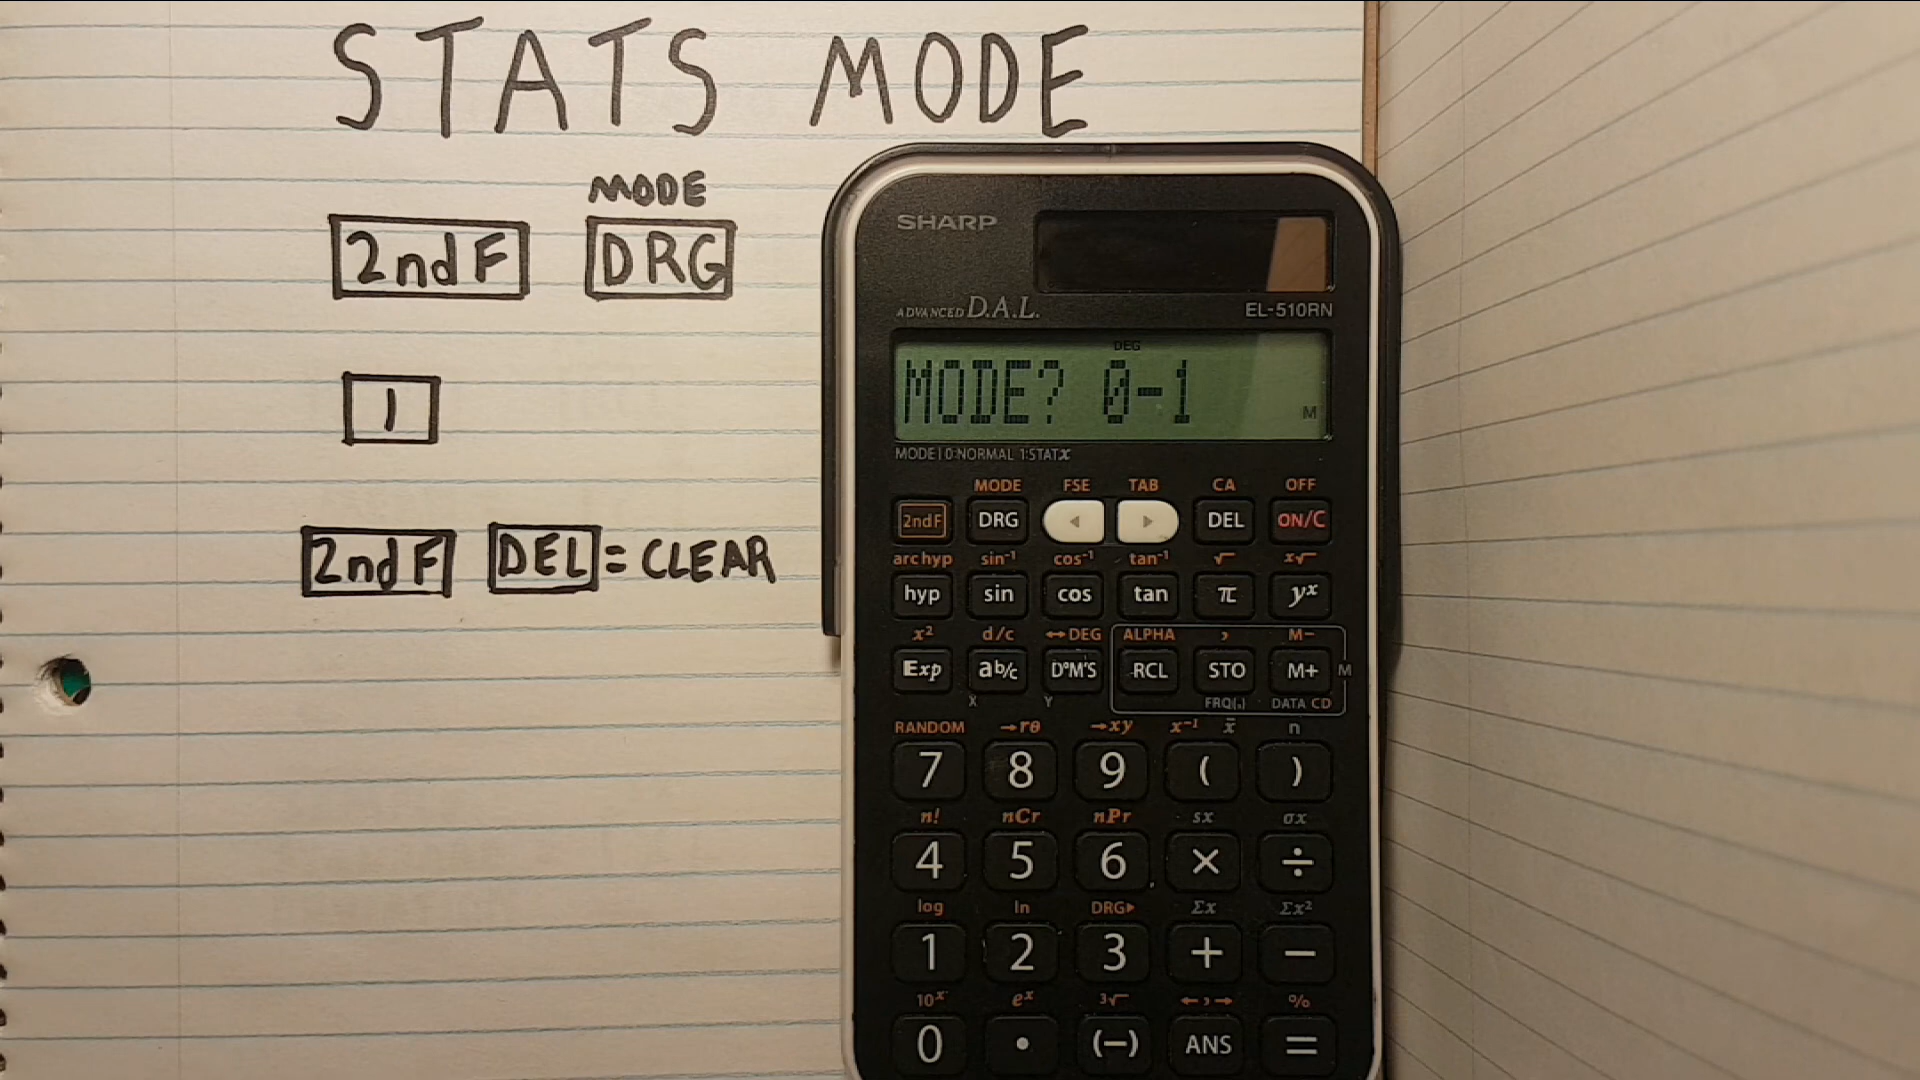 STATS MODE
MODE
2ndF DRG
1
2ndF DEL = CLEAR
SHARP
ADVANCED D.A.L. EL-510RN
DEG
MODE? 0-1
M
MODE | 0:NORMAL 1:STATx
MODE FSE TAB CA OFF
2ndF DRG ◄ ► DEL ON/C
archyp sin⁻¹ cos⁻¹ tan⁻¹ √ x√
hyp sin cos tan π yˣ
x² d/c ↔DEG ALPHA , M−
Exp ab/c D°M'S RCL STO M+ M
X Y FRQ(,) DATA CD
RANDOM →rθ →xy x⁻¹ x̄ n
7 8 9 ( )
n! nCr nPr sx σx
4 5 6 × ÷
log ln DRG▶ Σx Σx²
1 2 3 + −
10ˣ eˣ ³√ ←,→ %
0 • (−) ANS =